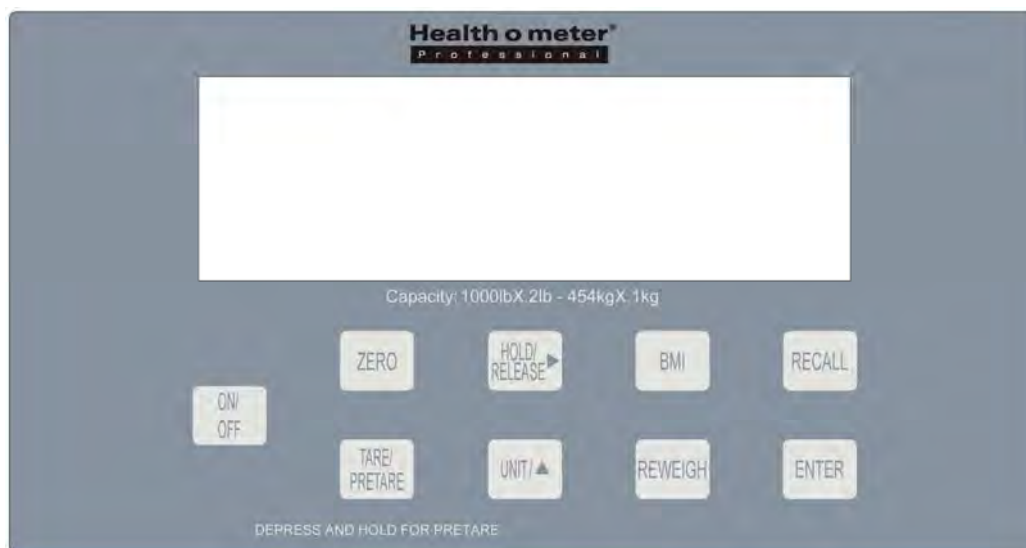 Health o meter®
Professional
Capacity: 1000lbX.2lb - 454kgX.1kg
ZERO
HOLD/
RELEASE ▶
BMI
RECALL
ON/
OFF
TARE/
PRETARE
UNIT/ ▲
REWEIGH
ENTER
DEPRESS AND HOLD FOR PRETARE